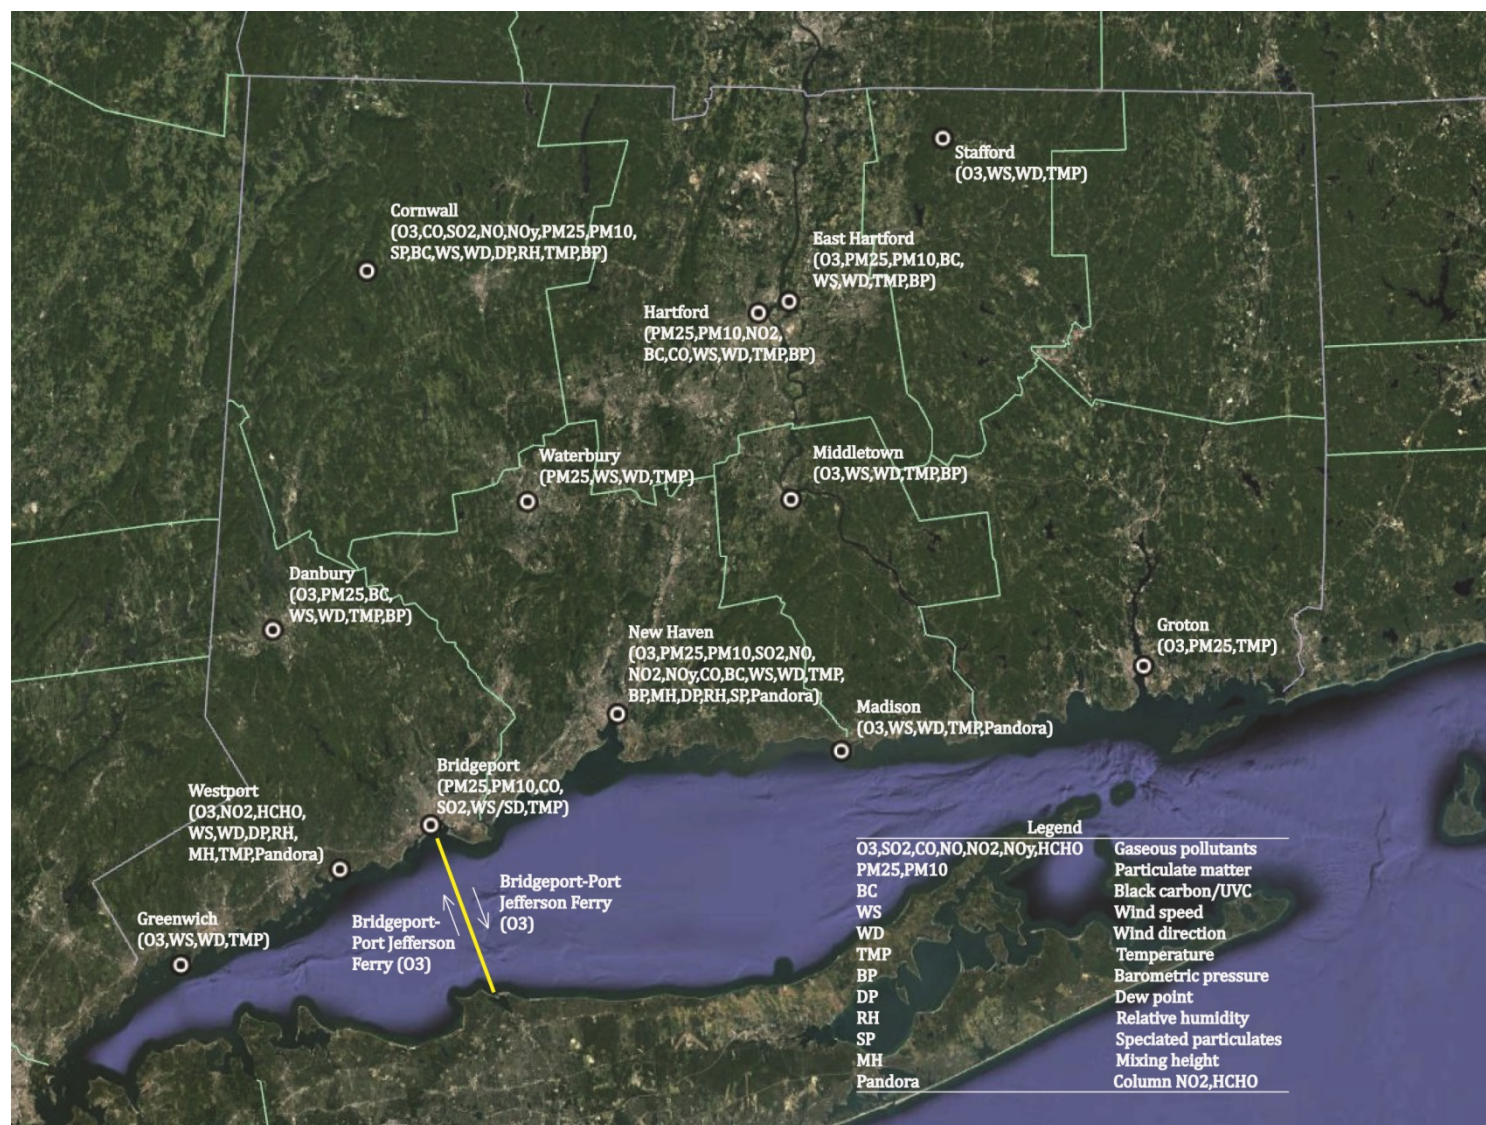 Stafford
(O3,WS,WD,TMP)
Cornwall
(O3,CO,SO2,NO,NOy,PM25,PM10,
SP,BC,WS,WD,DP,RH,TMP,BP)
East Hartford
(O3,PM25,PM10,BC,
WS,WD,TMP,BP)
Hartford
(PM25,PM10,NO2,
BC,CO,WS,WD,TMP,BP)
Waterbury
(PM25,WS,WD,TMP)
Middletown
(O3,WS,WD,TMP,BP)
Danbury
(O3,PM25,BC,
WS,WD,TMP,BP)
New Haven
(O3,PM25,PM10,SO2,NO,
NO2,NOy,CO,BC,WS,WD,TMP,
BP,MH,DP,RH,SP,Pandora)
Groton
(O3,PM25,TMP)
Madison
(O3,WS,WD,TMP,Pandora)
Bridgeport
(PM25,PM10,CO,
SO2,WS/SD,TMP)
Westport
(O3,NO2,HCHO,
WS,WD,DP,RH,
MH,TMP,Pandora)
Greenwich
(O3,WS,WD,TMP)
Bridgeport-Port
Jefferson Ferry
(O3)
Bridgeport-
Port Jefferson
Ferry (O3)
Legend
O3,SO2,CO,NO,NO2,NOy,HCHO Gaseous pollutants
PM25,PM10 Particulate matter
BC Black carbon/UVC
WS Wind speed
WD Wind direction
TMP Temperature
BP Barometric pressure
DP Dew point
RH Relative humidity
SP Speciated particulates
MH Mixing height
Pandora Column NO2,HCHO